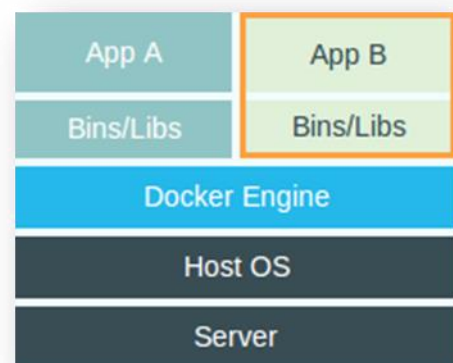 App A
App B
Bins/Libs
Bins/Libs
Docker Engine
Host OS
Server